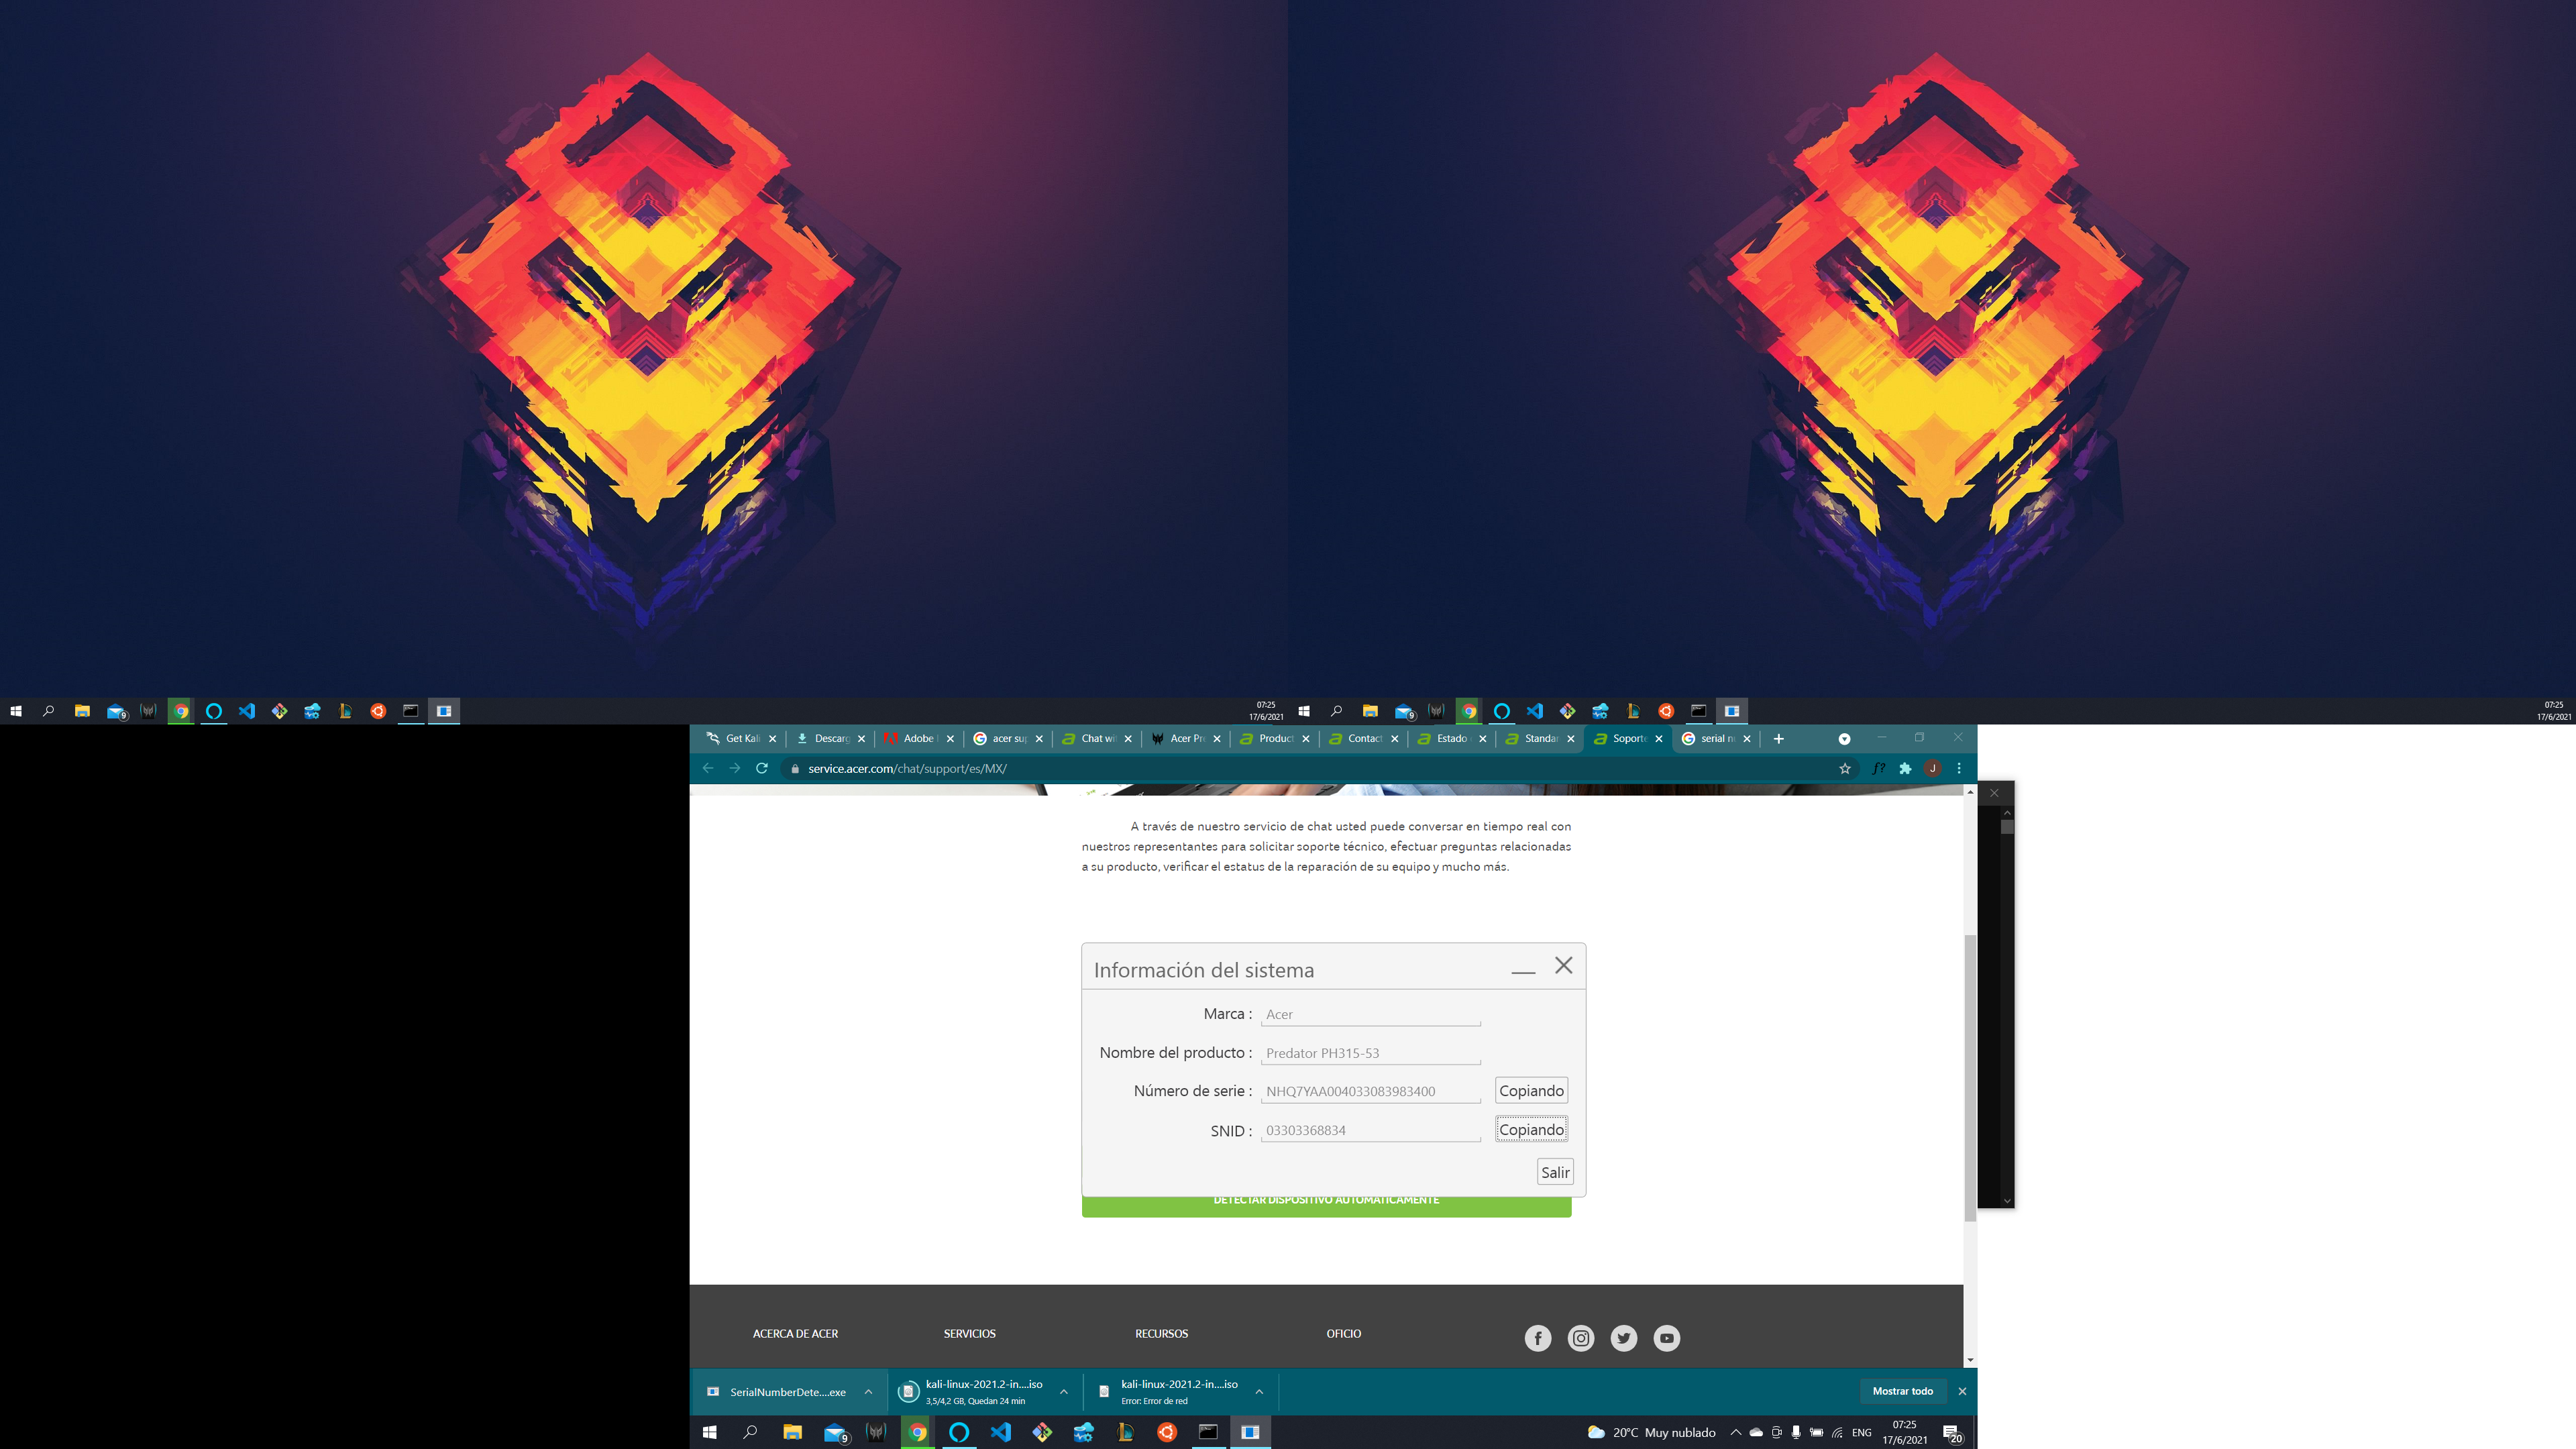 9
07:25
17/6/2021
9
07:25
17/6/2021
Get Kali
Descarg
Adobe
acer sup
Chat wi
Acer Pre
Product
Contact
Estado
Standar
Soporte
serial n
service.acer.com/chat/support/es/MX/
f?
J
A través de nuestro servicio de chat usted puede conversar en tiempo real con
nuestros representantes para solicitar soporte técnico, efectuar preguntas relacionadas
a su producto, verificar el estatus de la reparación de su equipo y mucho más.
Información del sistema
Marca : Acer
Nombre del producto : Predator PH315-53
Número de serie : NHQ7YAA004033083983400 Copiando
SNID : 03303368834 Copiando
Salir
DETECTAR DISPOSITIVO AUTOMÁTICAMENTE
ACERCA DE ACER
SERVICIOS
RECURSOS
OFICIO
SerialNumberDete....exe
kali-linux-2021.2-in....iso
3,5/4,2 GB, Quedan 24 min
kali-linux-2021.2-in....iso
Error: Error de red
Mostrar todo
9
20°C Muy nublado
ENG
07:25
17/6/2021
20